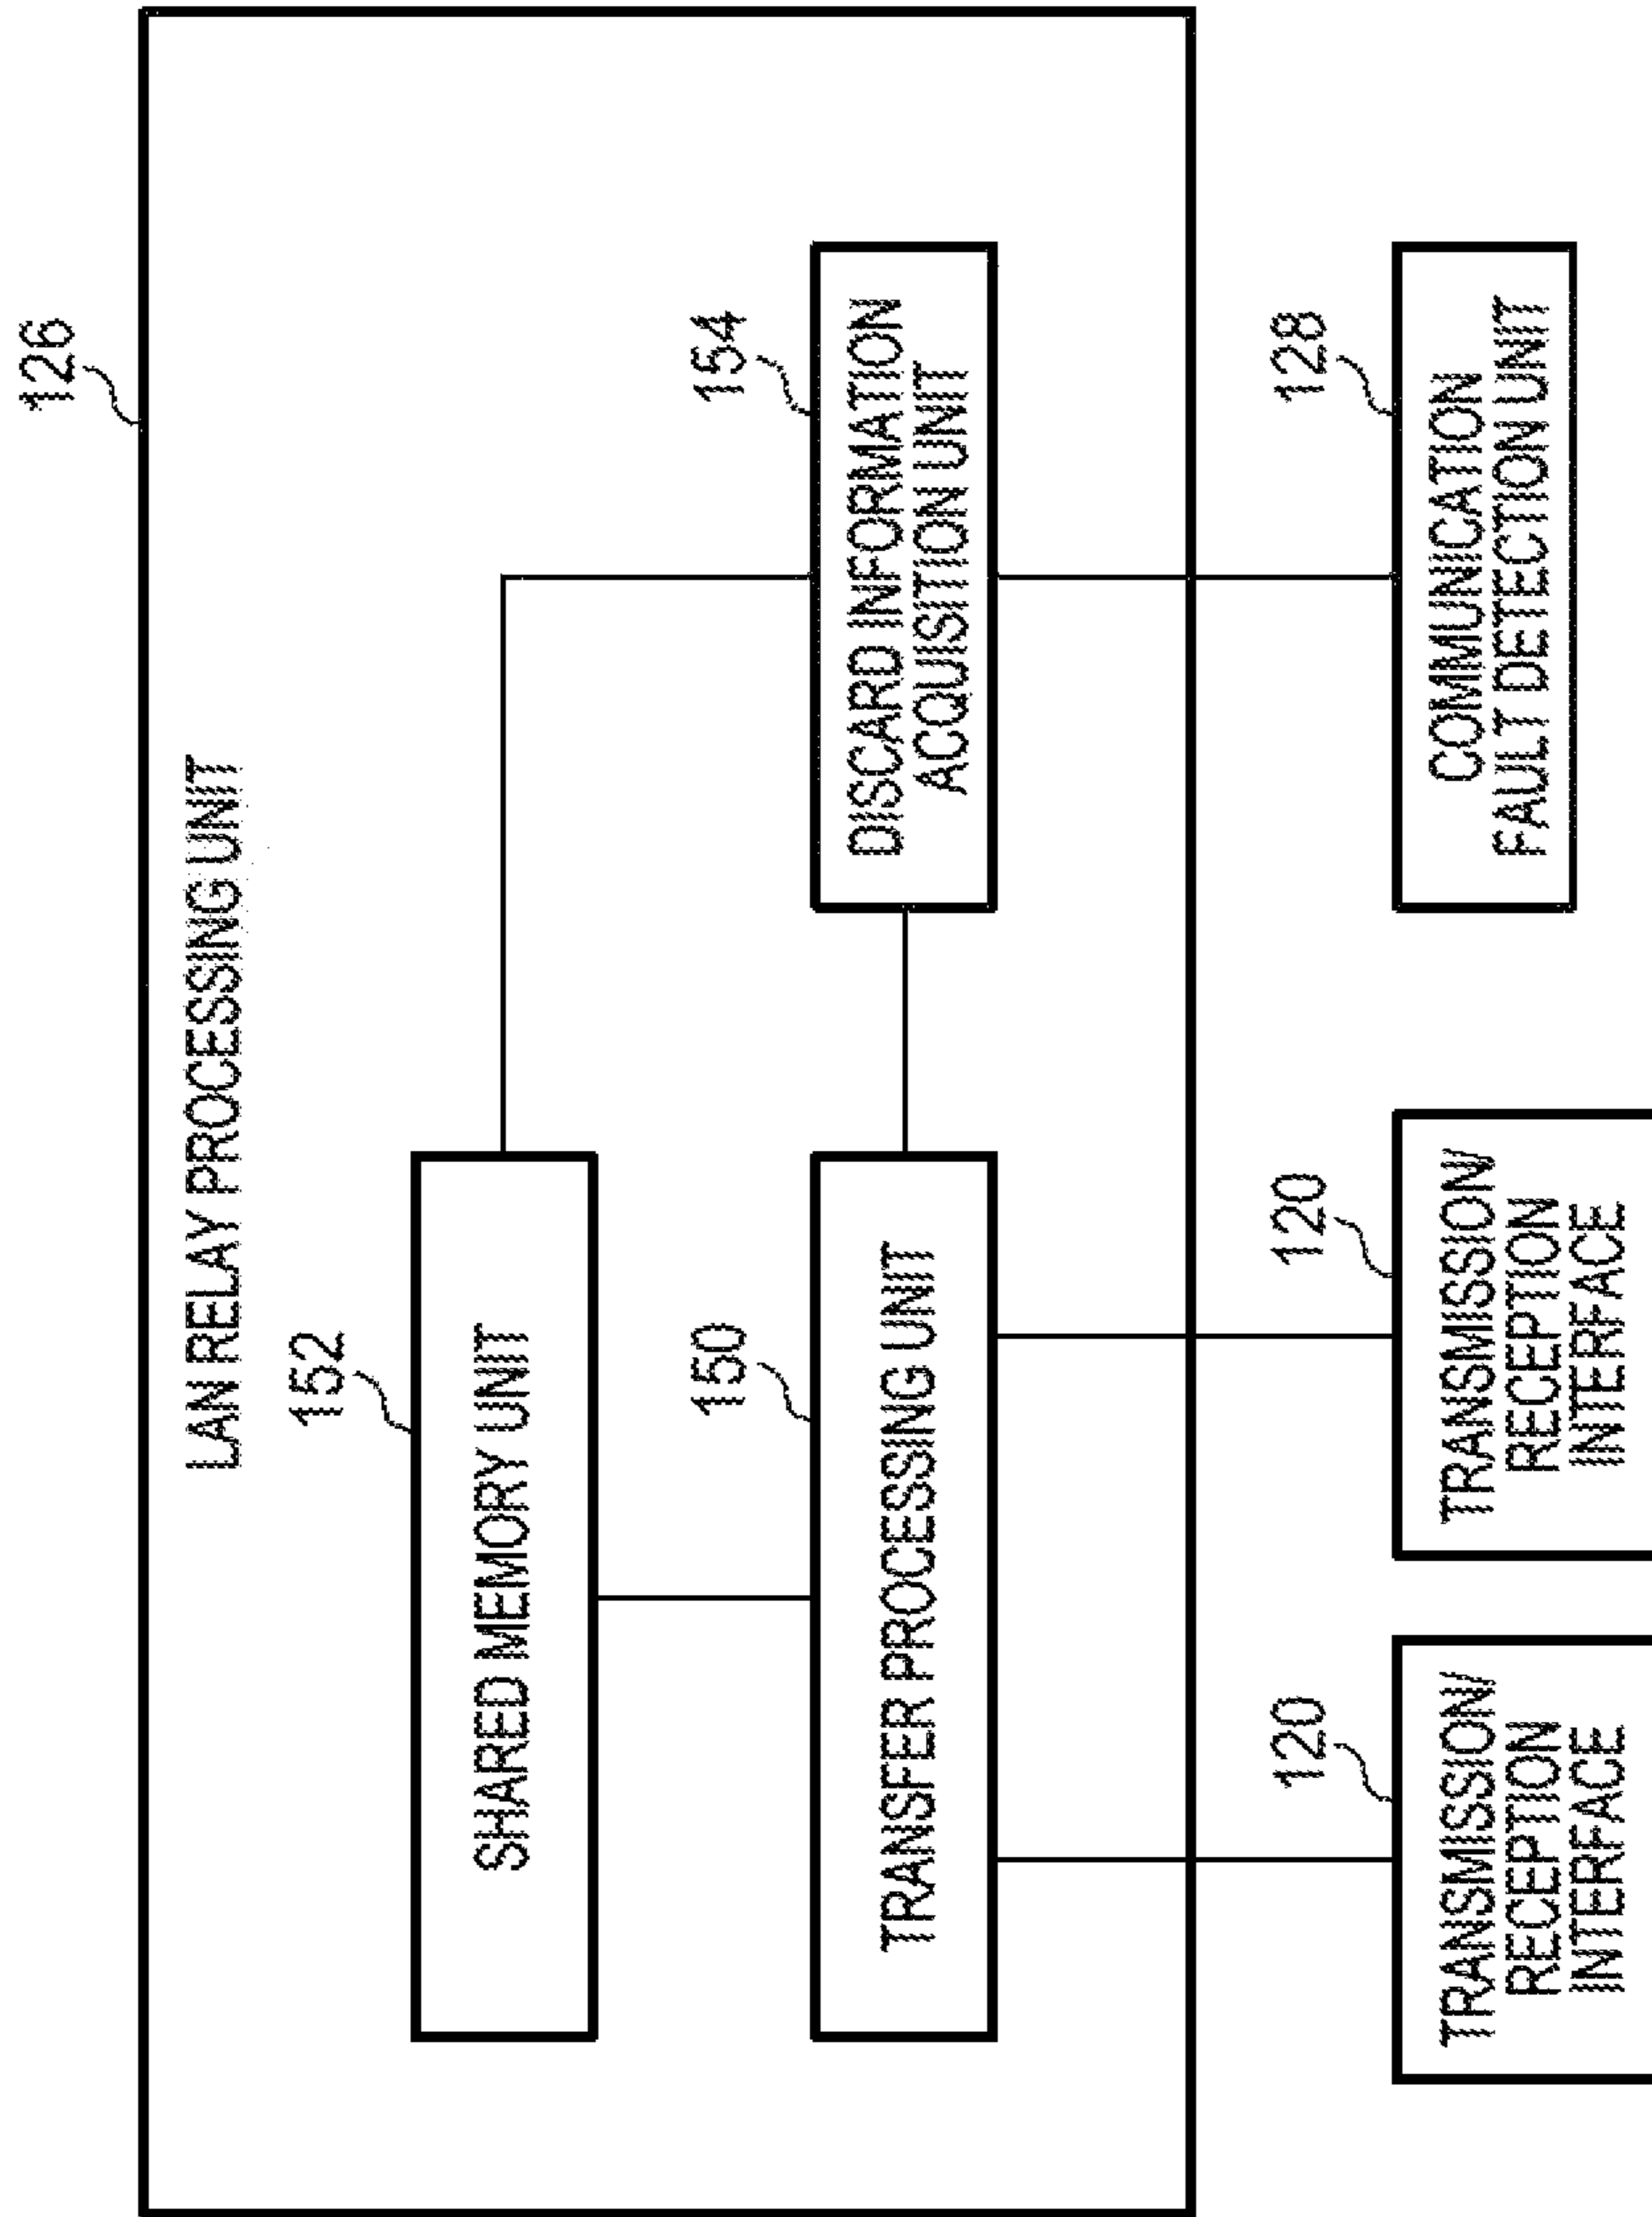 126
LAN RELAY PROCESSING UNIT
152
SHARED MEMORY UNIT
150
TRANSFER PROCESSING UNIT
154
DISCARD INFORMATION
ACQUISITION UNIT
120
TRANSMISSION/
RECEPTION
INTERFACE
120
TRANSMISSION/
RECEPTION
INTERFACE
128
COMMUNICATION
FAULT DETECTION UNIT